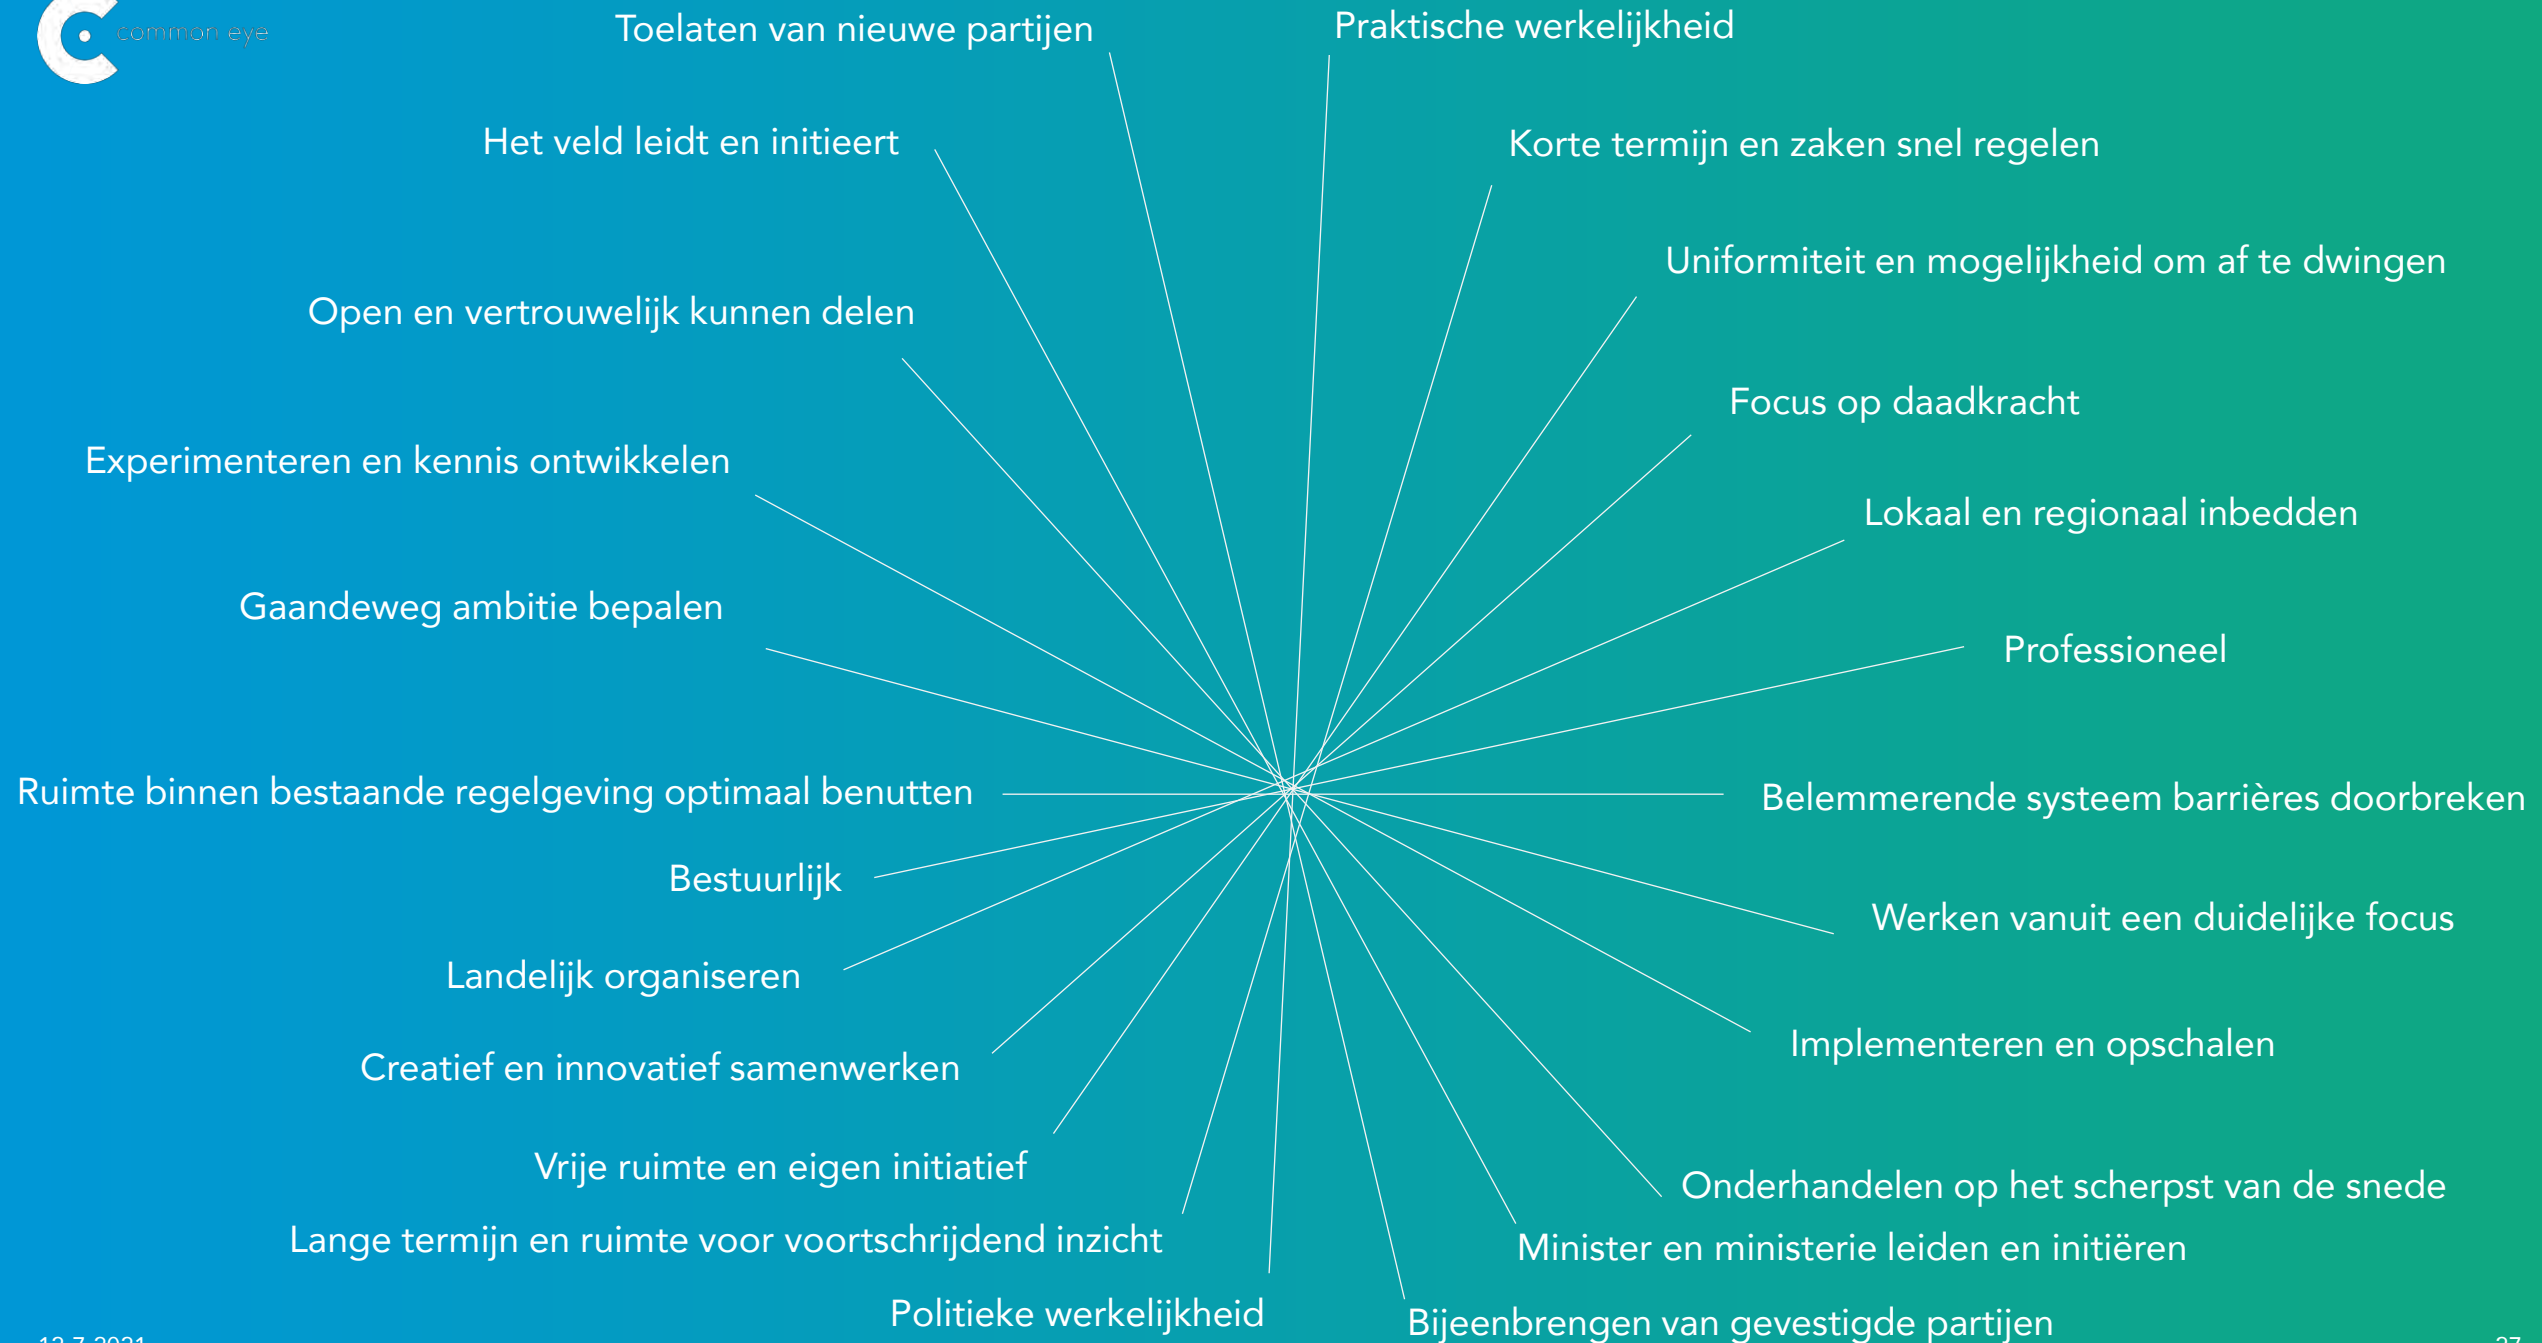 common eye
Toelaten van nieuwe partijen
Praktische werkelijkheid
Het veld leidt en initieert
Korte termijn en zaken snel regelen
Uniformiteit en mogelijkheid om af te dwingen
Open en vertrouwelijk kunnen delen
Focus op daadkracht
Experimenteren en kennis ontwikkelen
Lokaal en regionaal inbedden
Gaandeweg ambitie bepalen
Professioneel
Ruimte binnen bestaande regelgeving optimaal benutten
Belemmerende systeem barrières doorbreken
Bestuurlijk
Werken vanuit een duidelijke focus
Landelijk organiseren
Implementeren en opschalen
Creatief en innovatief samenwerken
Vrije ruimte en eigen initiatief
Onderhandelen op het scherpst van de snede
Lange termijn en ruimte voor voortschrijdend inzicht
Minister en ministerie leiden en initiëren
Politieke werkelijkheid
Bijeenbrengen van gevestigde partijen